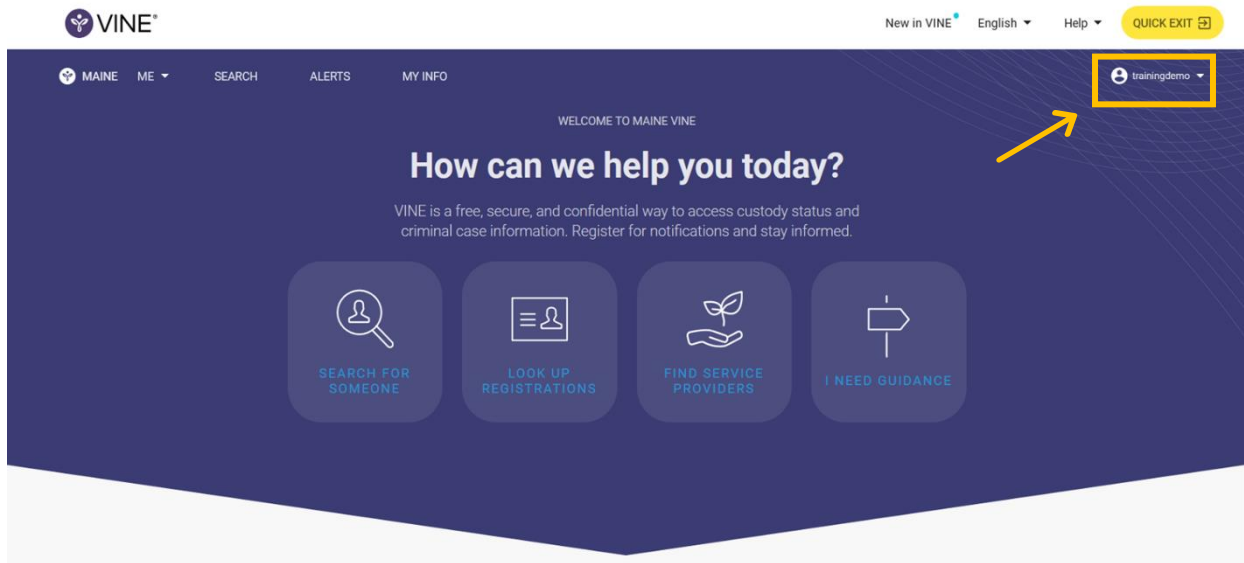 VINE®
New in VINE English Help QUICK EXIT
MAINE ME SEARCH ALERTS MY INFO trainingdemo
WELCOME TO MAINE VINE
How can we help you today?
VINE is a free, secure, and confidential way to access custody status and
criminal case information. Register for notifications and stay informed.
SEARCH FOR
SOMEONE
LOOK UP
REGISTRATIONS
FIND SERVICE
PROVIDERS
I NEED GUIDANCE